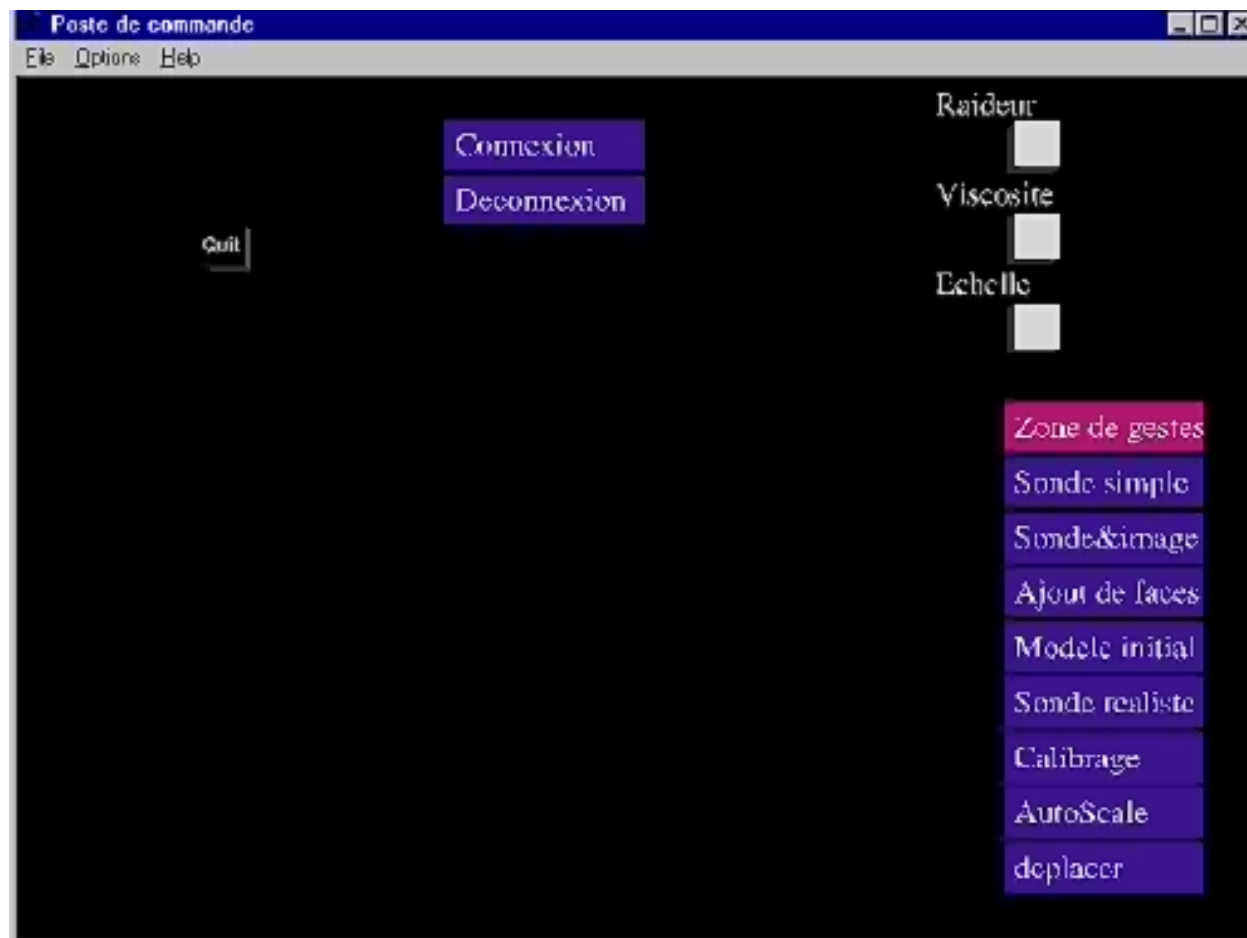 Poste de commande
File Options Help
Raideur
Connexion
Viscosite
Deconnexion
Quit
Echelle
Zone de gestes
Sonde simple
Sonde&image
Ajout de faces
Modele initial
Sonde realiste
Calibrage
AutoScale
deplacer